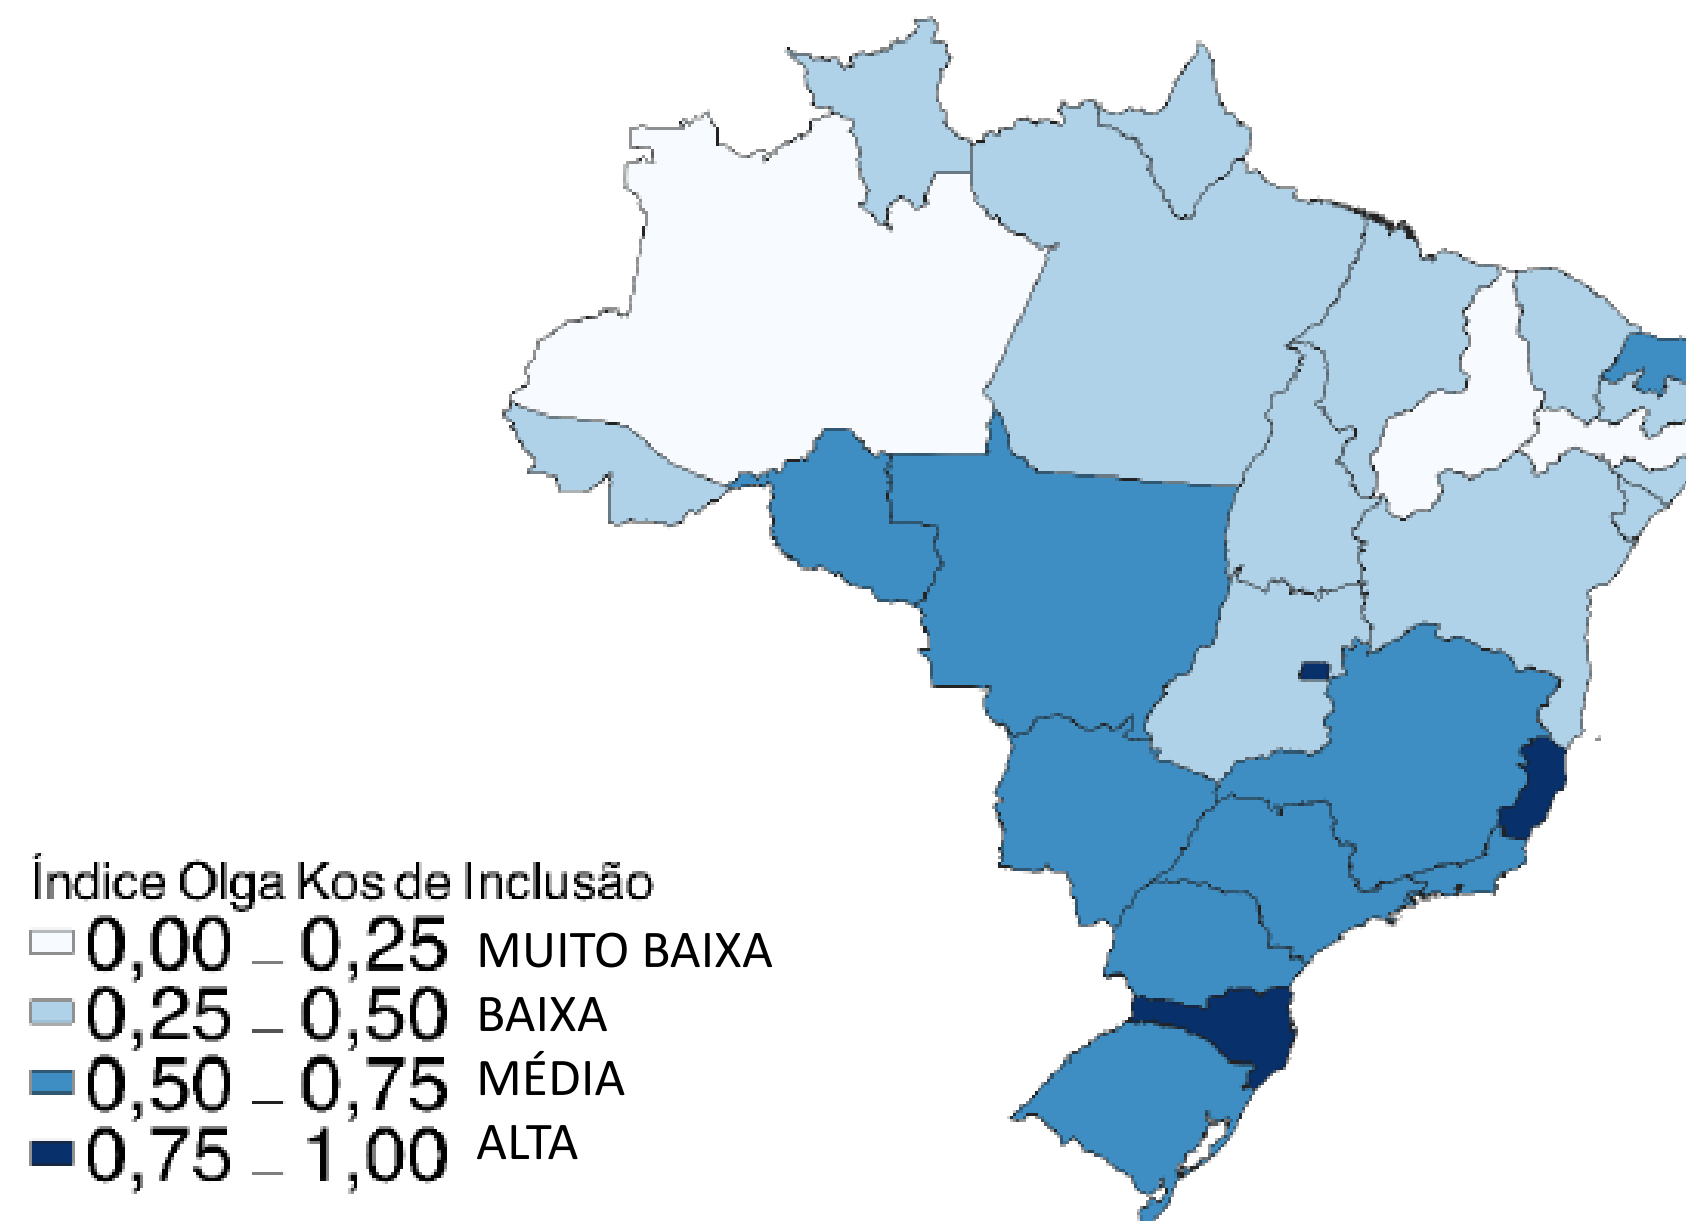 Índice Olga Kos de Inclusão
0,00 – 0,25 MUITO BAIXA
0,25 – 0,50 BAIXA
0,50 – 0,75 MÉDIA
0,75 – 1,00 ALTA